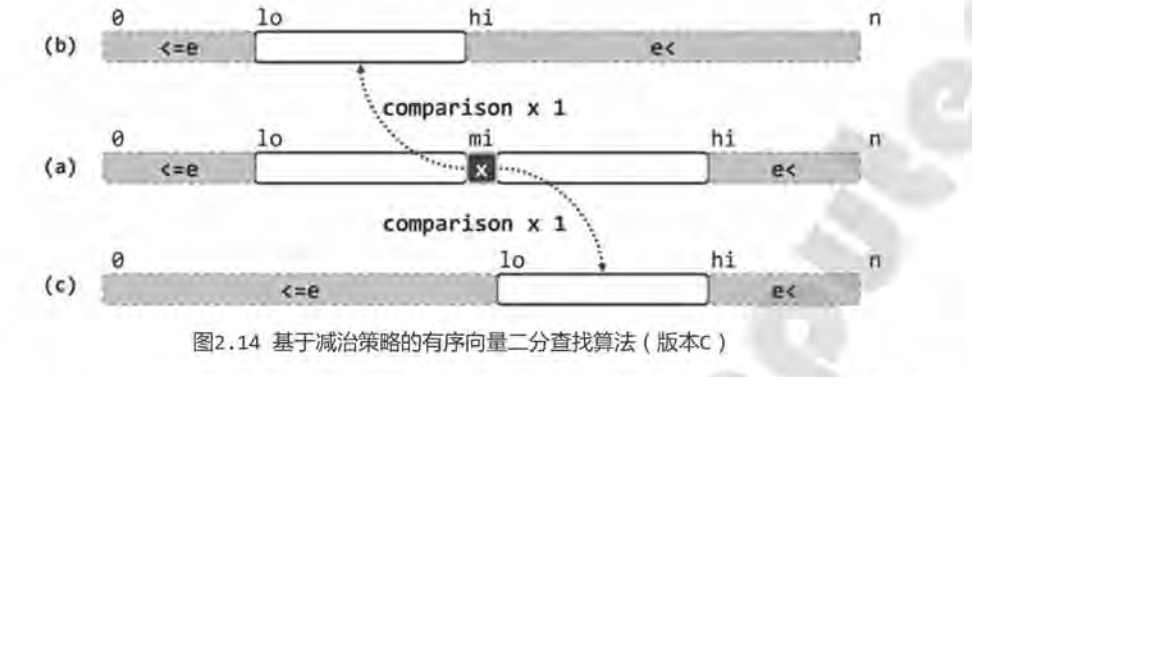 0 lo hi n
(b) <=e e<
comparison x 1
0 lo mi hi n
(a) <=e x e<
comparison x 1
0 lo hi n
(c) <=e e<
图2.14 基于减治策略的有序向量二分查找算法（版本C）